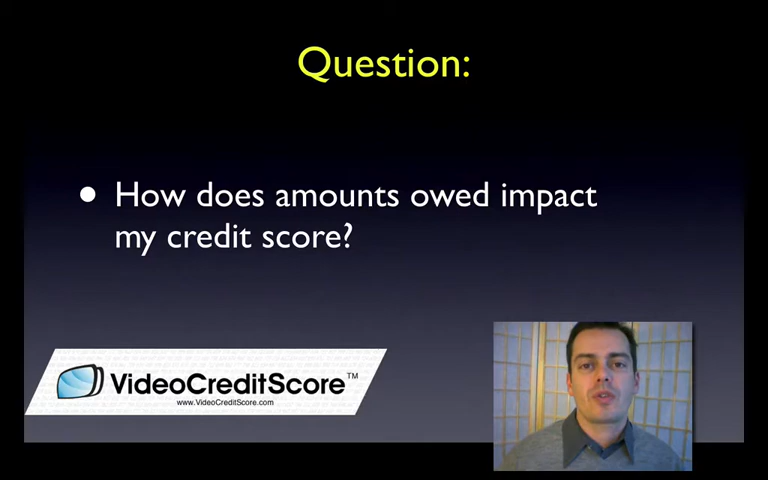 Question:
• How does amounts owed impact
my credit score?
VideoCreditScore™
www.VideoCreditScore.com